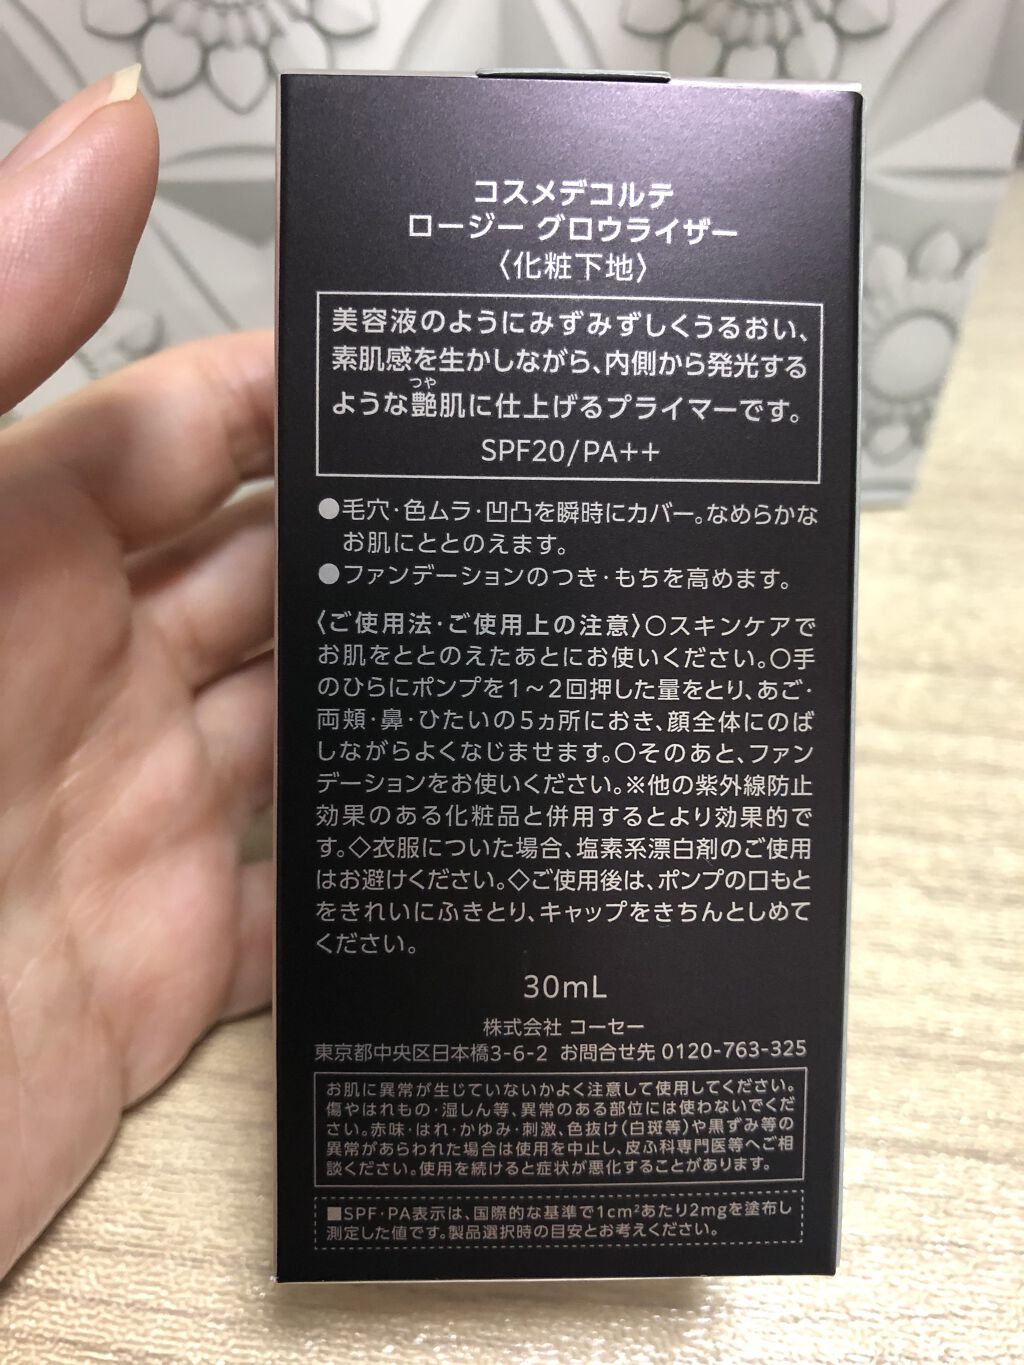 コスメデコルテ
ロージー グロウライザー
〈化粧下地〉
美容液のようにみずみずしくうるおい、
素肌感を生かしながら、内側から発光する
つや
ような艶肌に仕上げるプライマーです。
SPF20/PA++
●毛穴・色ムラ・凹凸を瞬時にカバー。なめらかな
お肌にととのえます。
●ファンデーションのつき・もちを高めます。
〈ご使用法・ご使用上の注意〉○スキンケアで
お肌をととのえたあとにお使いください。○手
のひらにポンプを1～2回押した量をとり、あご・
両頬・鼻・ひたいの5ヵ所におき、顔全体にのば
しながらよくなじませます。○そのあと、ファン
デーションをお使いください。※他の紫外線防止
効果のある化粧品と併用するとより効果的で
す。◇衣服についた場合、塩素系漂白剤のご使用
はお避けください。◇ご使用後は、ポンプの口もと
をきれいにふきとり、キャップをきちんとしめて
ください。
30mL
株式会社 コーセー
東京都中央区日本橋3-6-2 お問合せ先 0120-763-325
お肌に異常が生じていないかよく注意して使用してください。
傷やはれもの・湿しん等、異常のある部位には使わないでくだ
さい。赤味・はれ・かゆみ・刺激、色抜け(白斑等)や黒ずみ等の
異常があらわれた場合は使用を中止し、皮ふ科専門医等へご相
談ください。使用を続けると症状が悪化することがあります。
■SPF・PA表示は、国際的な基準で1cm²あたり2mgを塗布し
測定した値です。製品選択時の目安とお考えください。